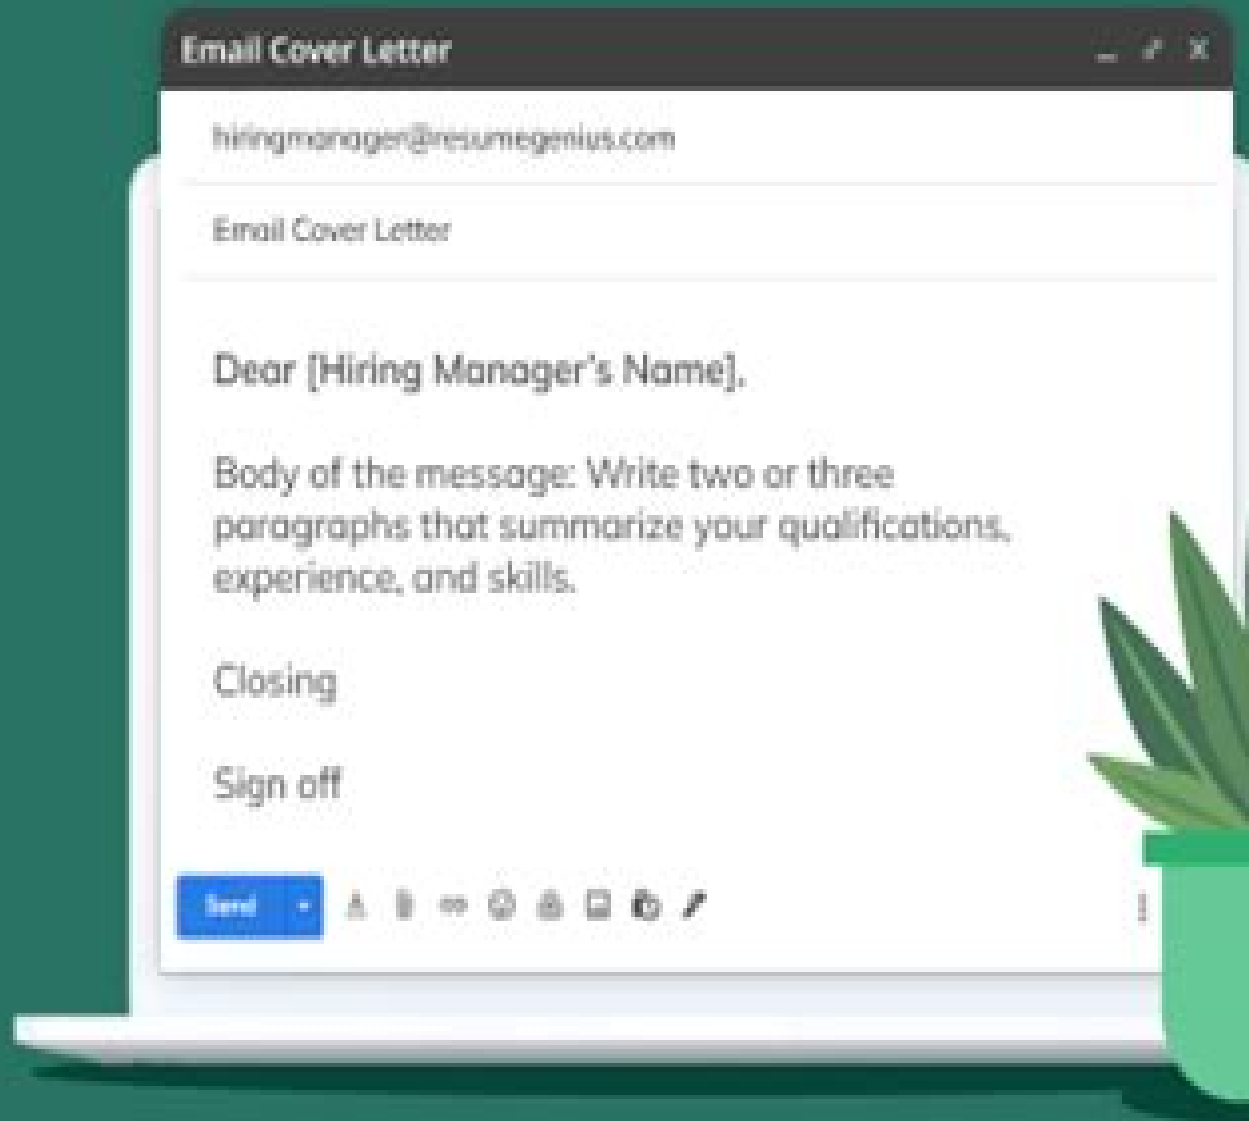 Email Cover Letter
hiringmanager@resumegenius.com
Email Cover Letter
Dear [Hiring Manager's Name],
Body of the message: Write two or three
paragraphs that summarize your qualifications,
experience, and skills.
Closing
Sign off
Send